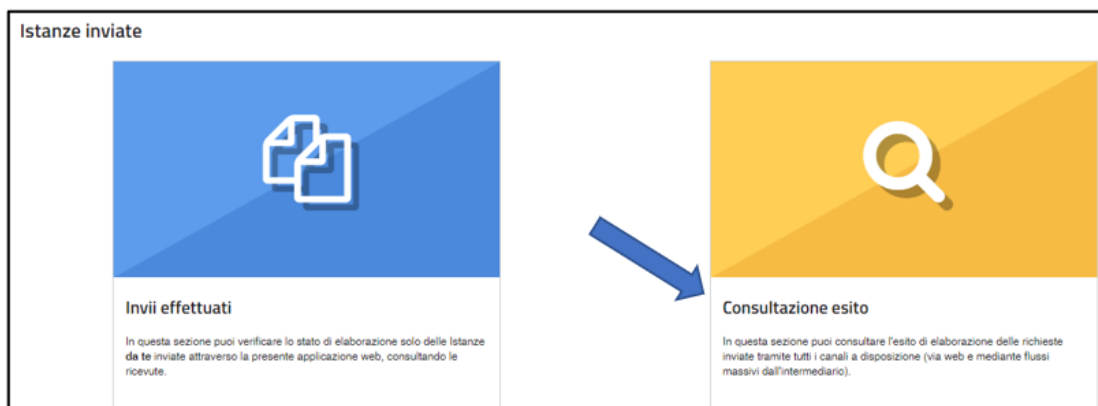 Istanze inviate
Invii effettuati
In questa sezione puoi verificare lo stato di elaborazione solo delle Istanze
da te inviate attraverso la presente applicazione web, consultando le
ricevute.
Consultazione esito
In questa sezione puoi consultare l'esito di elaborazione delle richieste
inviate tramite tutti i canali a disposizione (via web e mediante flussi
massivi dall'intermediario).